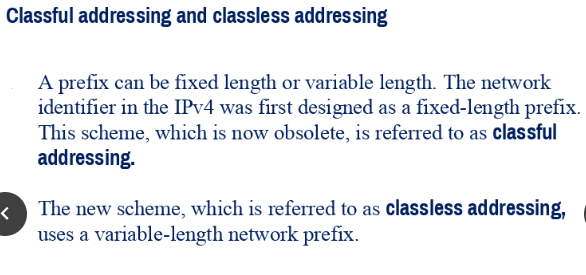 Classful addressing and classless addressing
A prefix can be fixed length or variable length. The network
identifier in the IPv4 was first designed as a fixed-length prefix.
This scheme, which is now obsolete, is referred to as classful
addressing.
The new scheme, which is referred to as classless addressing,
uses a variable-length network prefix.